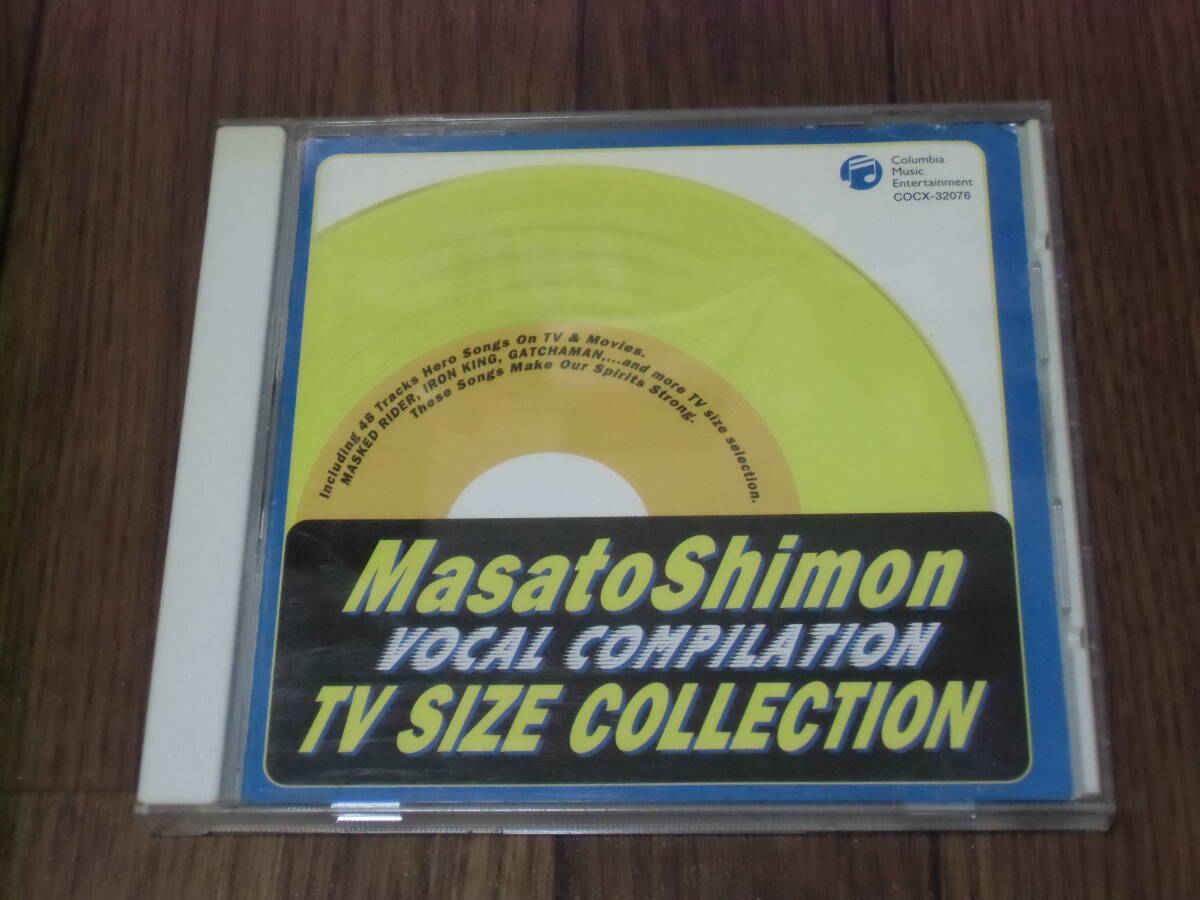 Columbia
Music
Entertainment
COCX-32076
Including 48 Tracks Hero Songs On TV & Movies.
MASKED RIDER, IRON KING, GATCHAMAN,...and more TV size selection.
These Songs Make Our Spirits Strong.
MasatoShimon
VOCAL COMPILATION
TV SIZE COLLECTION